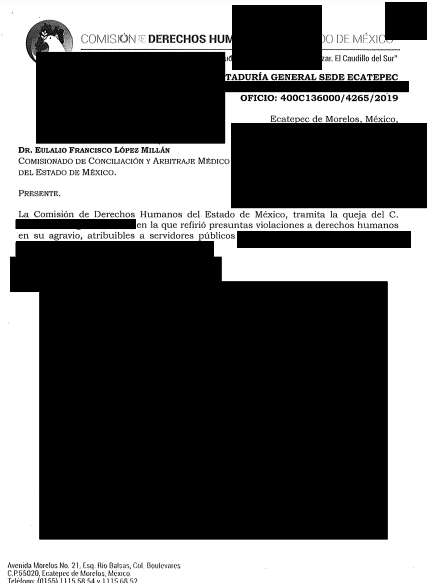 COMISIÓN DE DERECHOS HUM DO DE MÉXICO
zar. El Caudillo del Sur"
TADURÍA GENERAL SEDE ECATEPEC
OFICIO: 400C136000/4265/2019
Ecatepec de Morelos, México,
DR. EULALIO FRANCISCO LÓPEZ MILLÁN
COMISIONADO DE CONCILIACIÓN Y ARBITRAJE MÉDICO
DEL ESTADO DE MÉXICO.
PRESENTE.
La Comisión de Derechos Humanos del Estado de México, tramita la queja del C.
en la que refirió presuntas violaciones a derechos humanos
en su agravio, atribuibles a servidores públicos
Avenida Morelos No. 21, Esq. Río Balsas, Col. Boulevares
C.P.55020, Ecatepec de Morelos, México.
Teléfono: (0155) 1115 58 54 y 1115 68 52